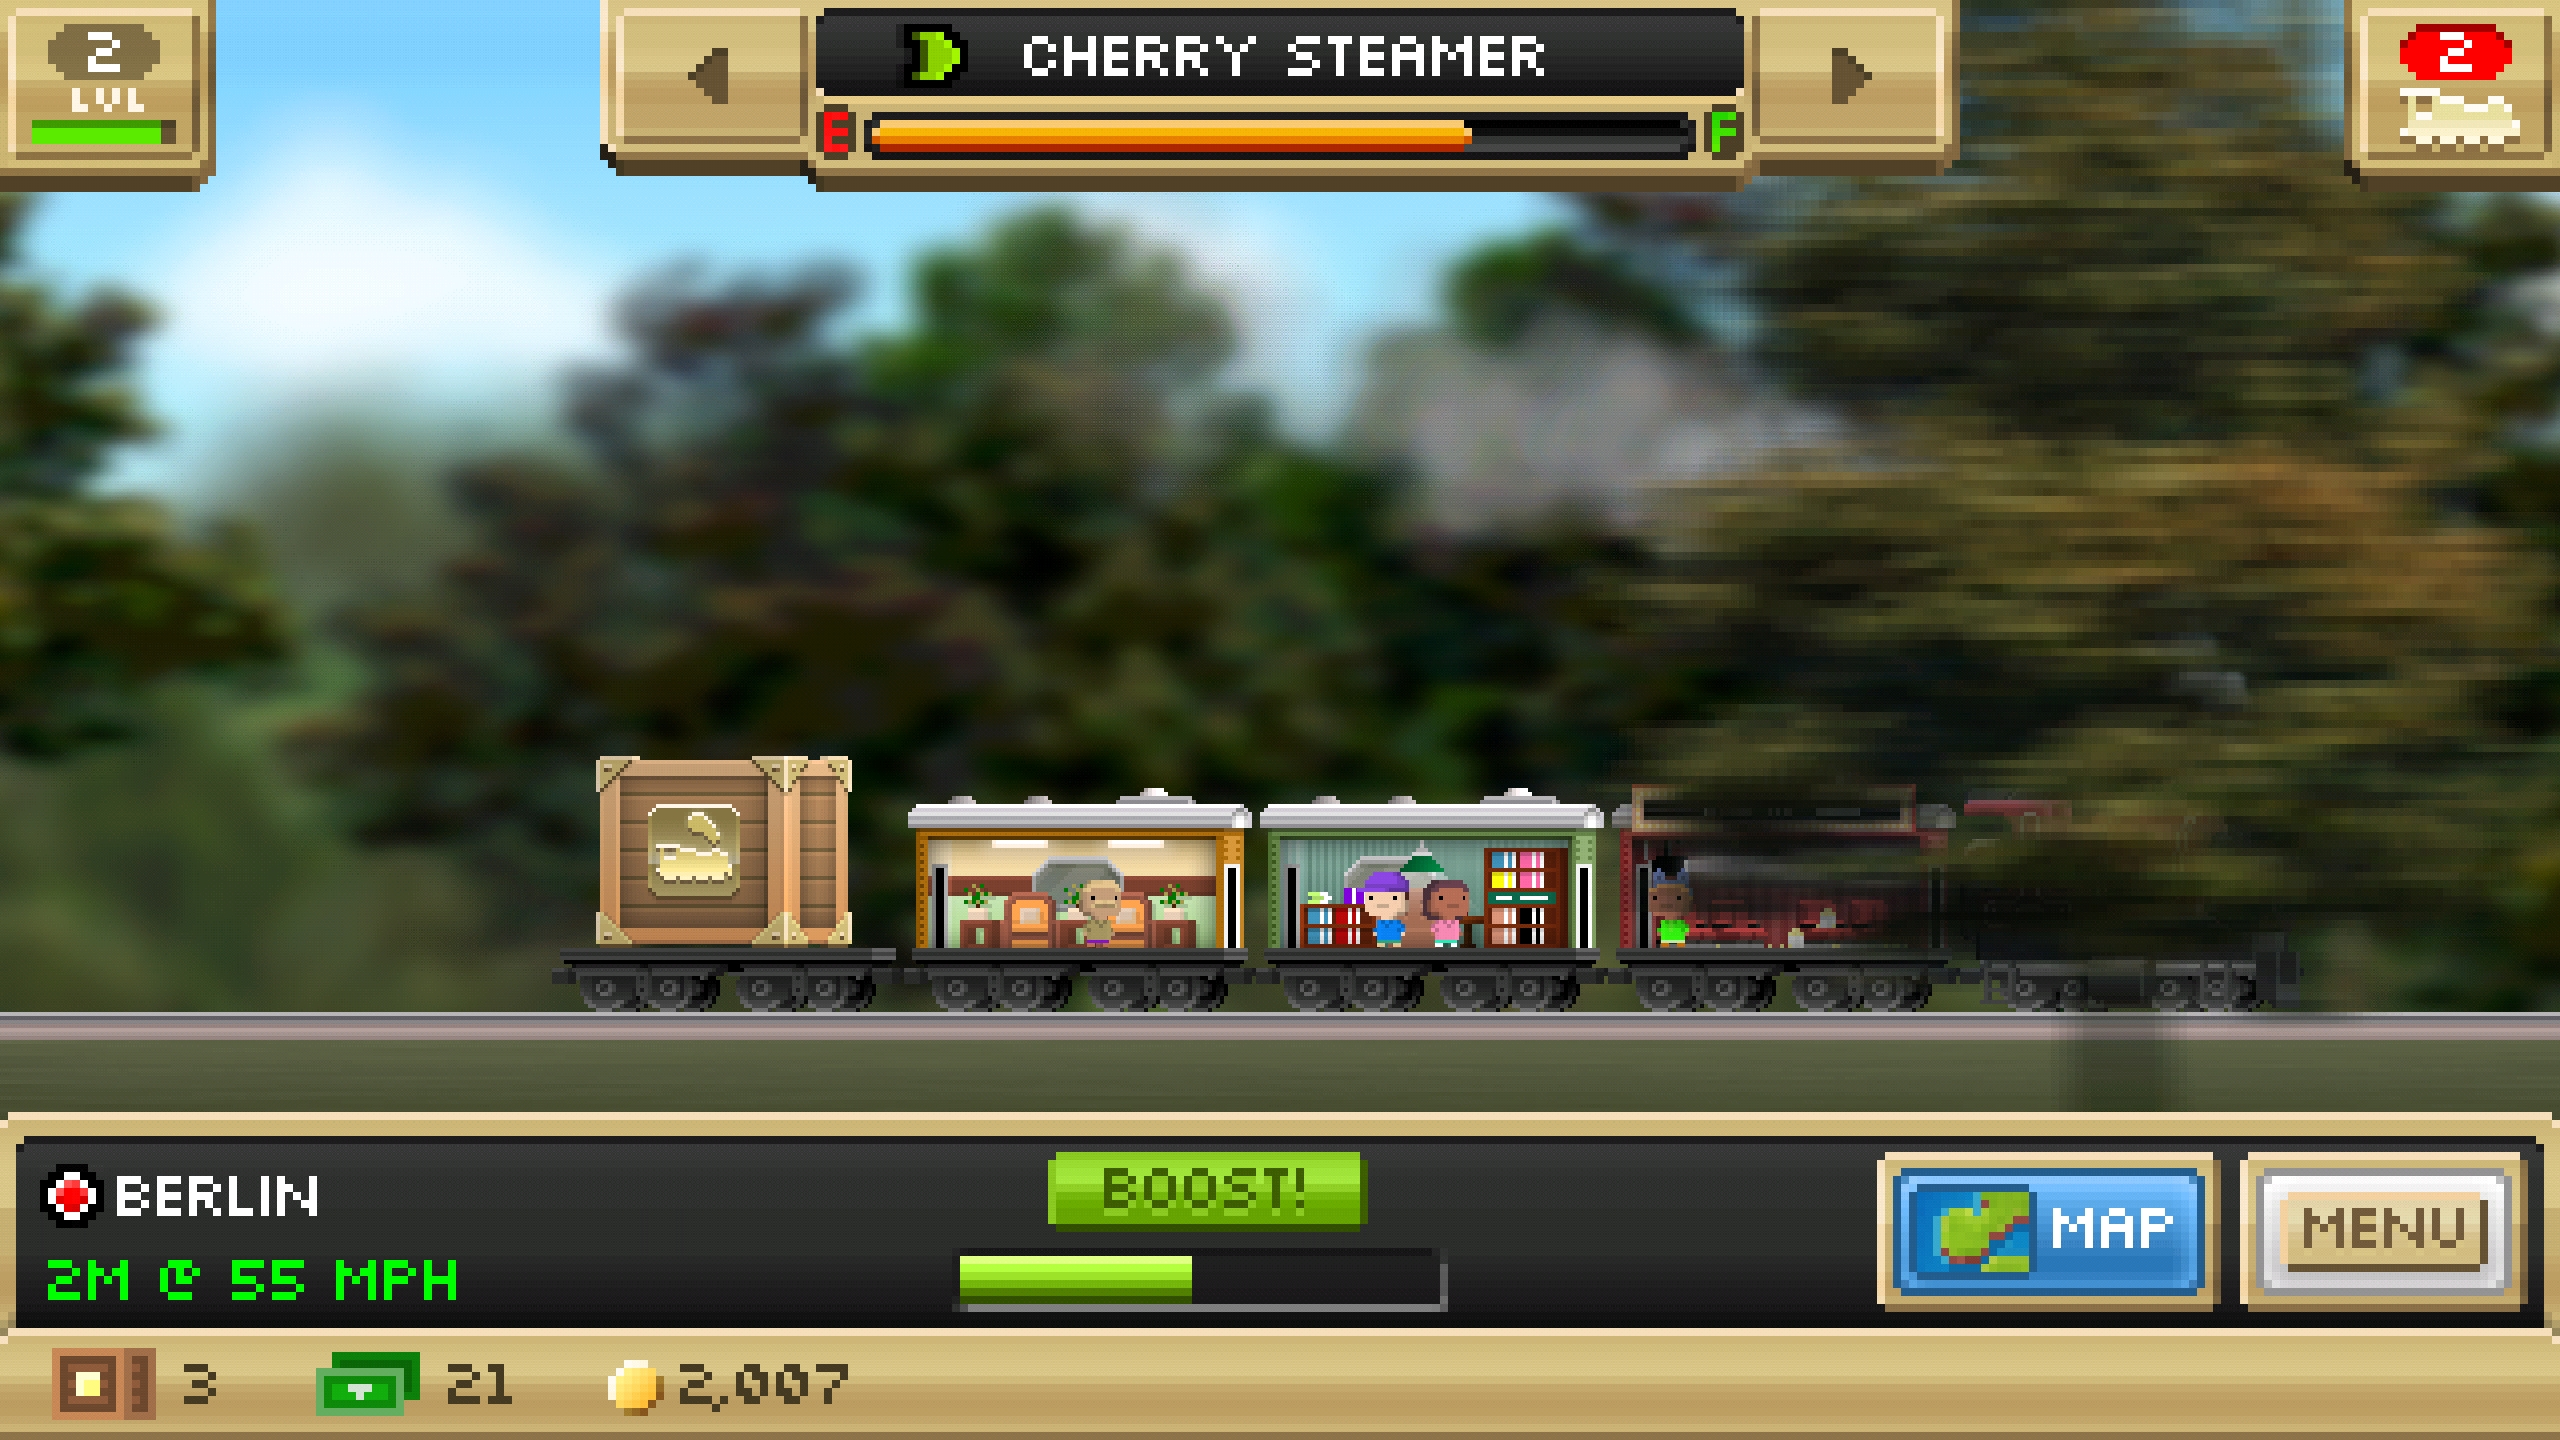 2
LVL
CHERRY STEAMER
E
F
2
BERLIN
2M @ 55 MPH
BOOST!
MAP
MENU
3
21
2,007